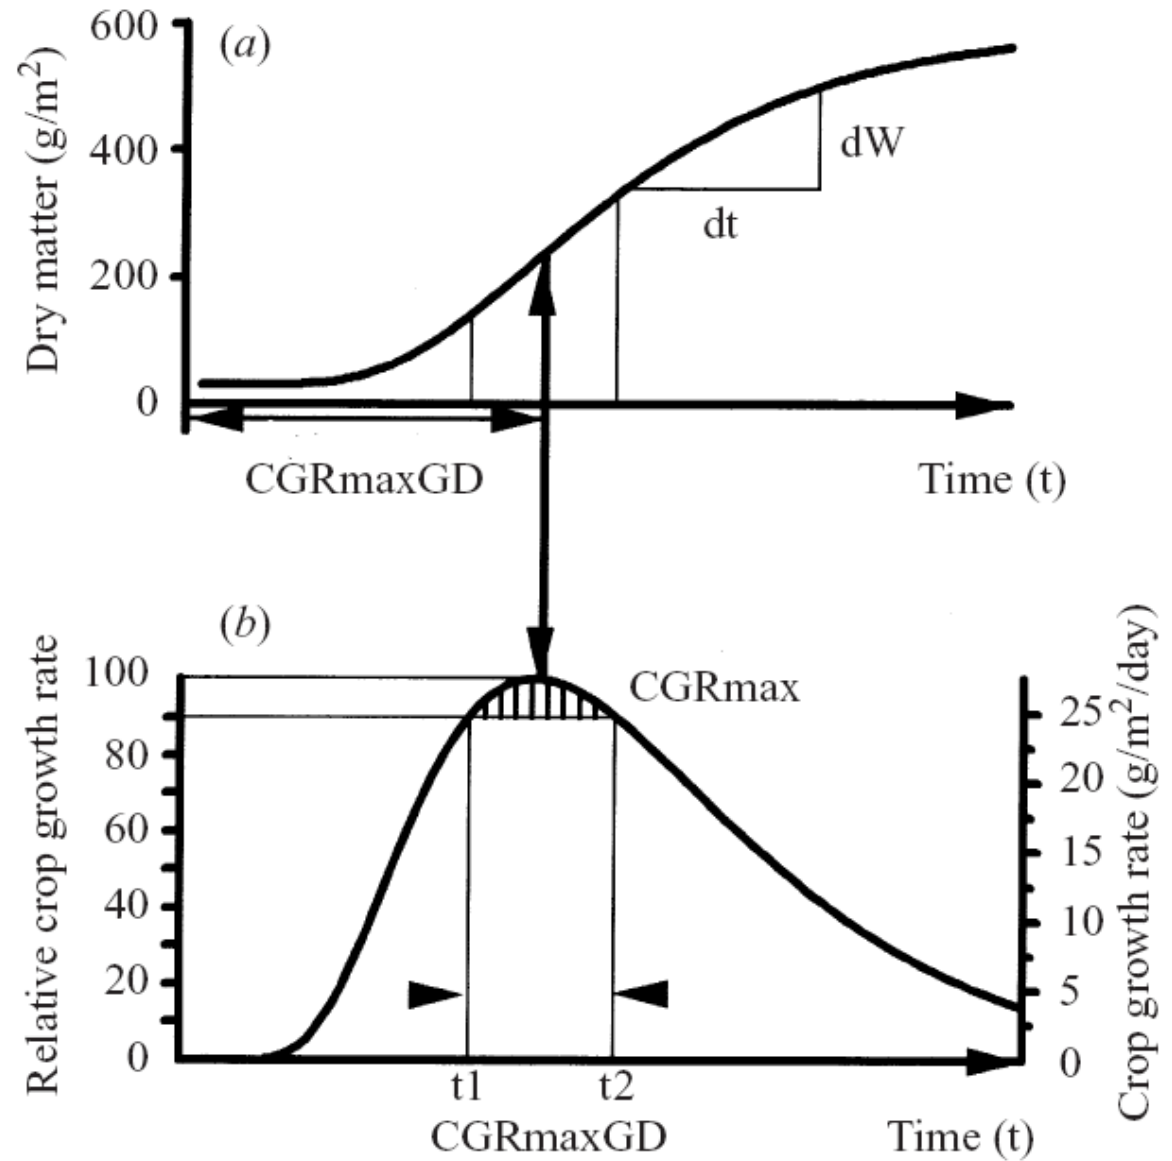 (a)
Dry matter (g/m²)
600
400
200
0
dW
dt
CGRmaxGD
Time (t)
(b)
Relative crop growth rate
100
80
60
40
20
0
CGRmax
25
20
15
10
5
0
Crop growth rate (g/m²/day)
t1
t2
CGRmaxGD
Time (t)